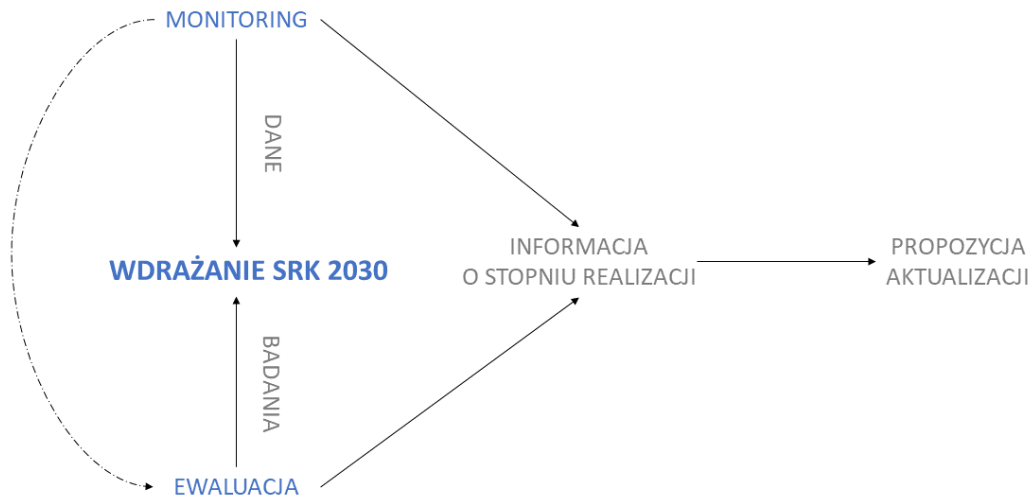 MONITORING
DANE
WDRAŻANIE SRK 2030
INFORMACJA
O STOPNIU REALIZACJI
PROPOZYCJA
AKTUALIZACJI
BADANIA
EWALUACJA